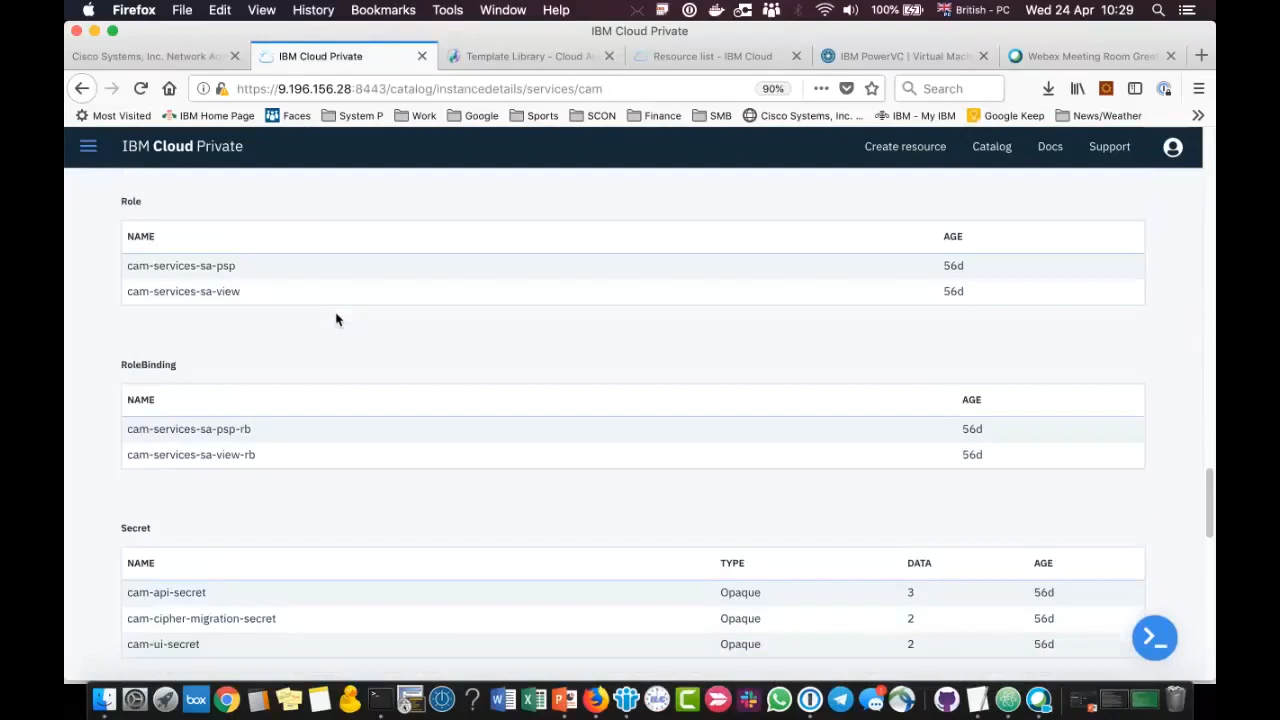 Firefox File Edit View History Bookmarks Tools Window Help 100% British - PC Wed 24 Apr 10:29
IBM Cloud Private
Cisco Systems, Inc. Network Ac IBM Cloud Private Template Library - Cloud A Resource list - IBM Cloud IBM PowerVC | Virtual Mach Webex Meeting Room Green
https://9.196.156.28:8443/catalog/instancedetails/services/cam 90% Search
Most Visited IBM Home Page Faces System P Work Google Sports SCON Finance SMB Cisco Systems, Inc. ... IBM - My IBM Google Keep News/Weather
IBM Cloud Private Create resource Catalog Docs Support
Role
NAME AGE
cam-services-sa-psp 56d
cam-services-sa-view 56d
RoleBinding
NAME AGE
cam-services-sa-psp-rb 56d
cam-services-sa-view-rb 56d
Secret
NAME TYPE DATA AGE
cam-api-secret Opaque 3 56d
cam-cipher-migration-secret Opaque 2 56d
cam-ui-secret Opaque 2 56d
box